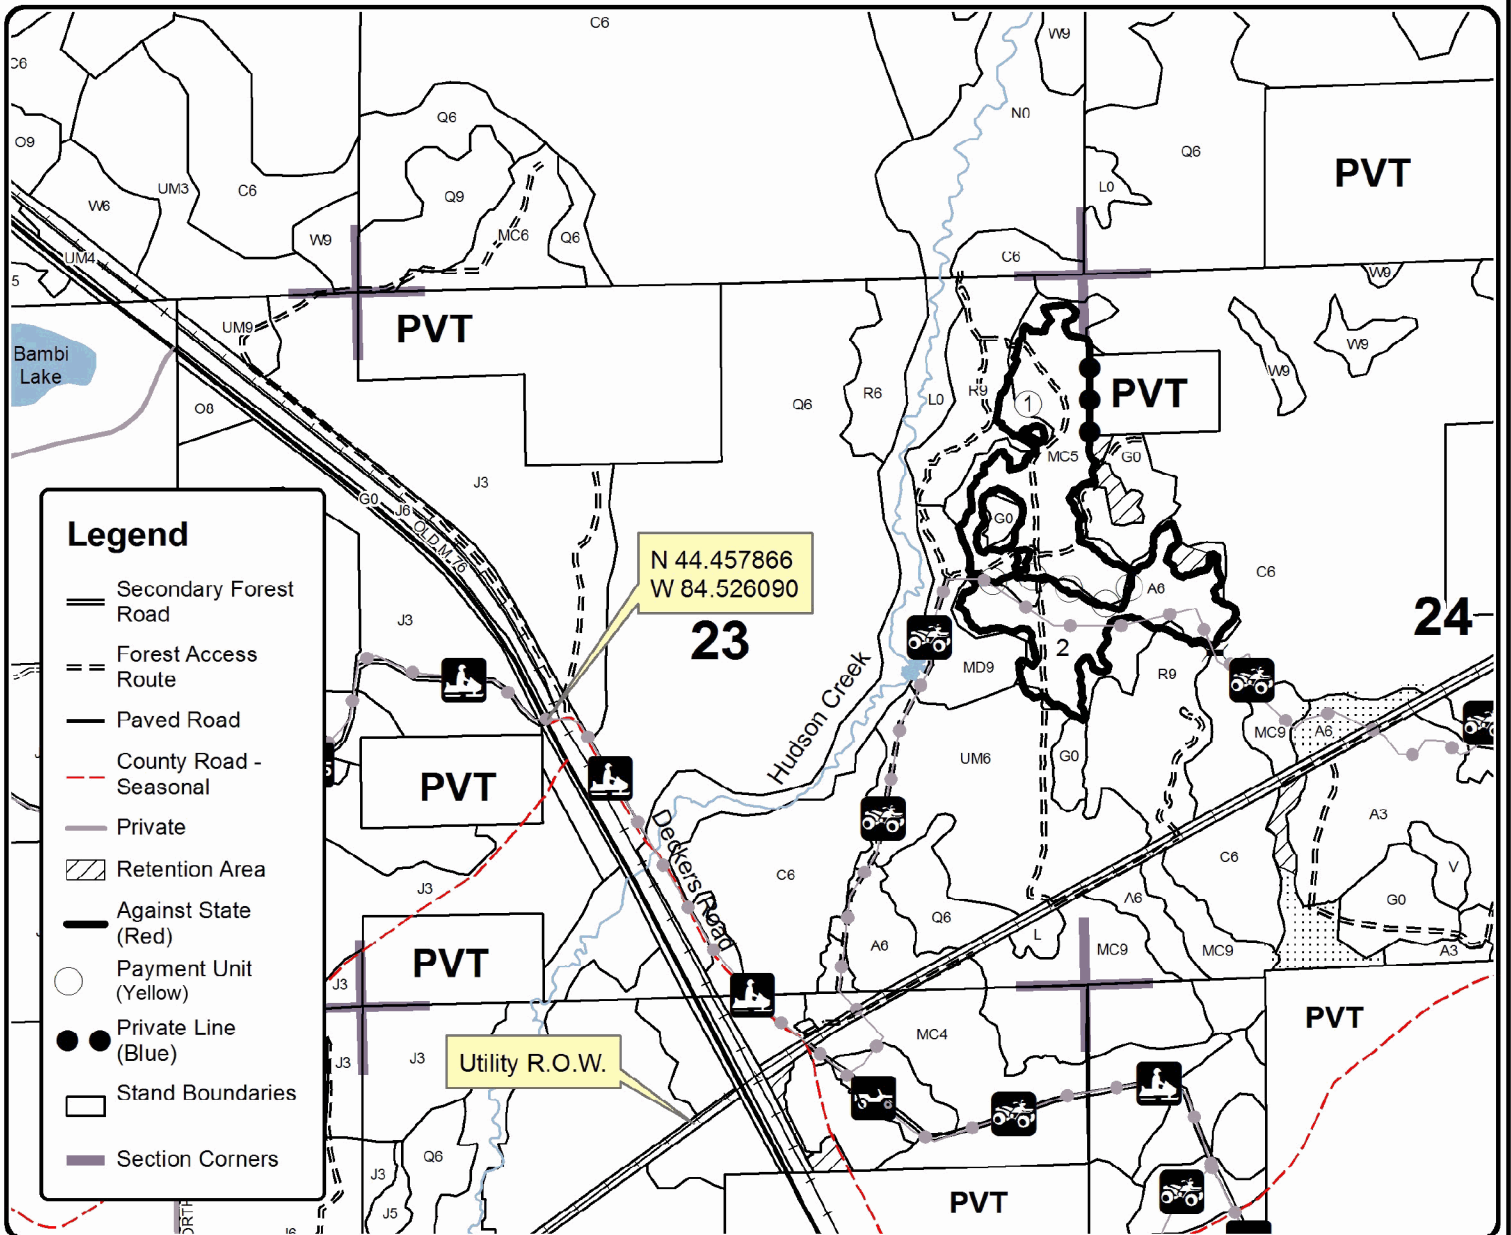 C6
W9
C6
N0
Q6
O9
Q6
PVT
UM3
C6
L0
Q9
W6
W9
MC6
Q6
UM4
C6
W9
5
UM9
PVT
Bambi
Lake
W9
W9
PVT
R6
R9
L0
Q6
1
O8
MC5
G0
J3
G0
J6
OLD M 76
G0
N 44.457866
W 84.526090
C6
A6
J3
23
24
2
MD9
R9
Hudson Creek
MC9
A6
UM6
G0
PVT
A3
Deckers Road
C6
V
C6
J3
A6
G0
Q6
L
A6
MC9
MC9
A3
PVT
J3
PVT
MC4
J3
J3
Utility R.O.W.
Q6
J3
PVT
J5
J6
Legend
Secondary Forest
Road
Forest Access
Route
Paved Road
County Road -
Seasonal
Private
Retention Area
Against State
(Red)
Payment Unit
(Yellow)
Private Line
(Blue)
Stand Boundaries
Section Corners